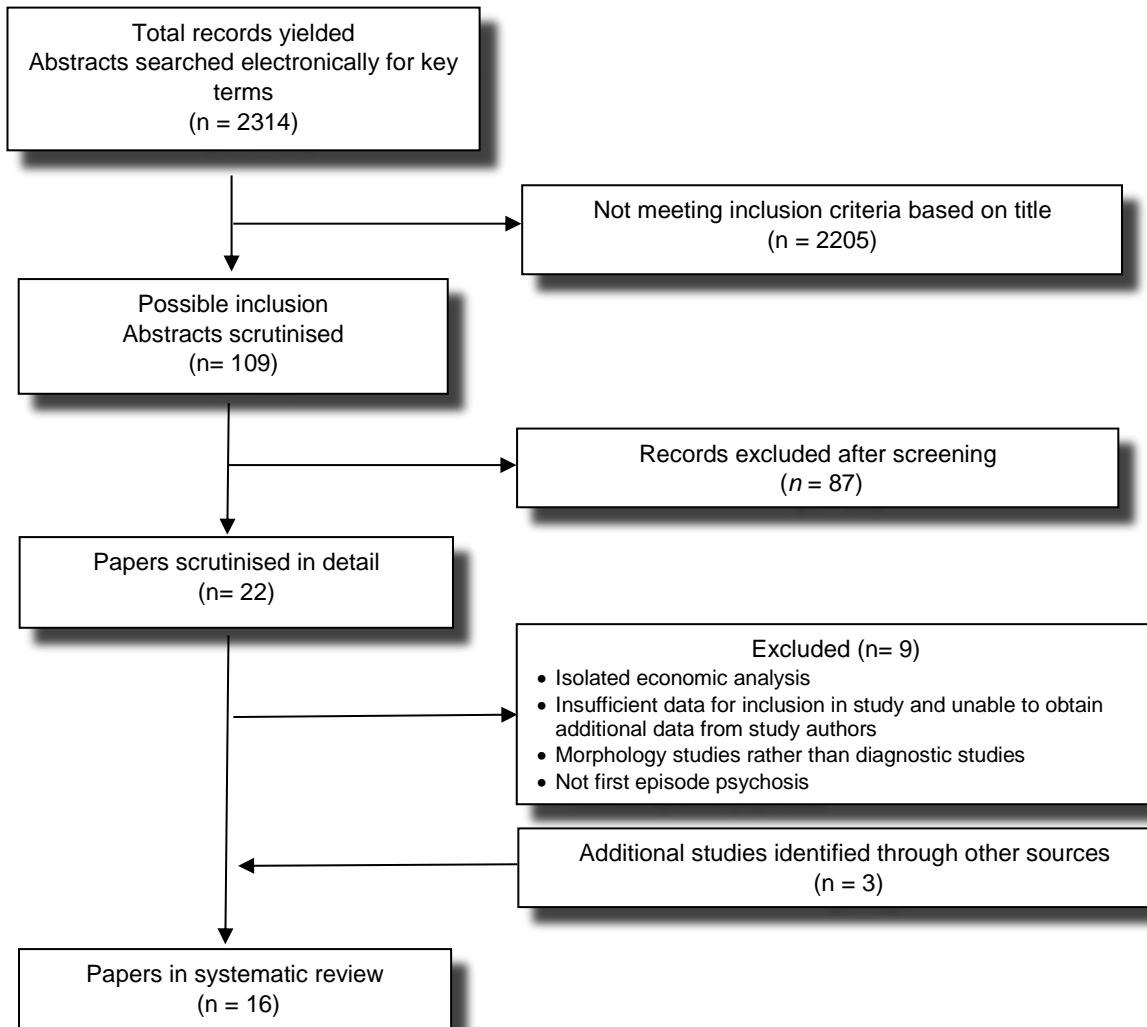 Total records yielded
Abstracts searched electronically for key
terms
(n = 2314)
Not meeting inclusion criteria based on title
(n = 2205)
Possible inclusion
Abstracts scrutinised
(n= 109)
Records excluded after screening
(n = 87)
Papers scrutinised in detail
(n= 22)
Excluded (n= 9)
• Isolated economic analysis
• Insufficient data for inclusion in study and unable to obtain
additional data from study authors
• Morphology studies rather than diagnostic studies
• Not first episode psychosis
Additional studies identified through other sources
(n = 3)
Papers in systematic review
(n = 16)